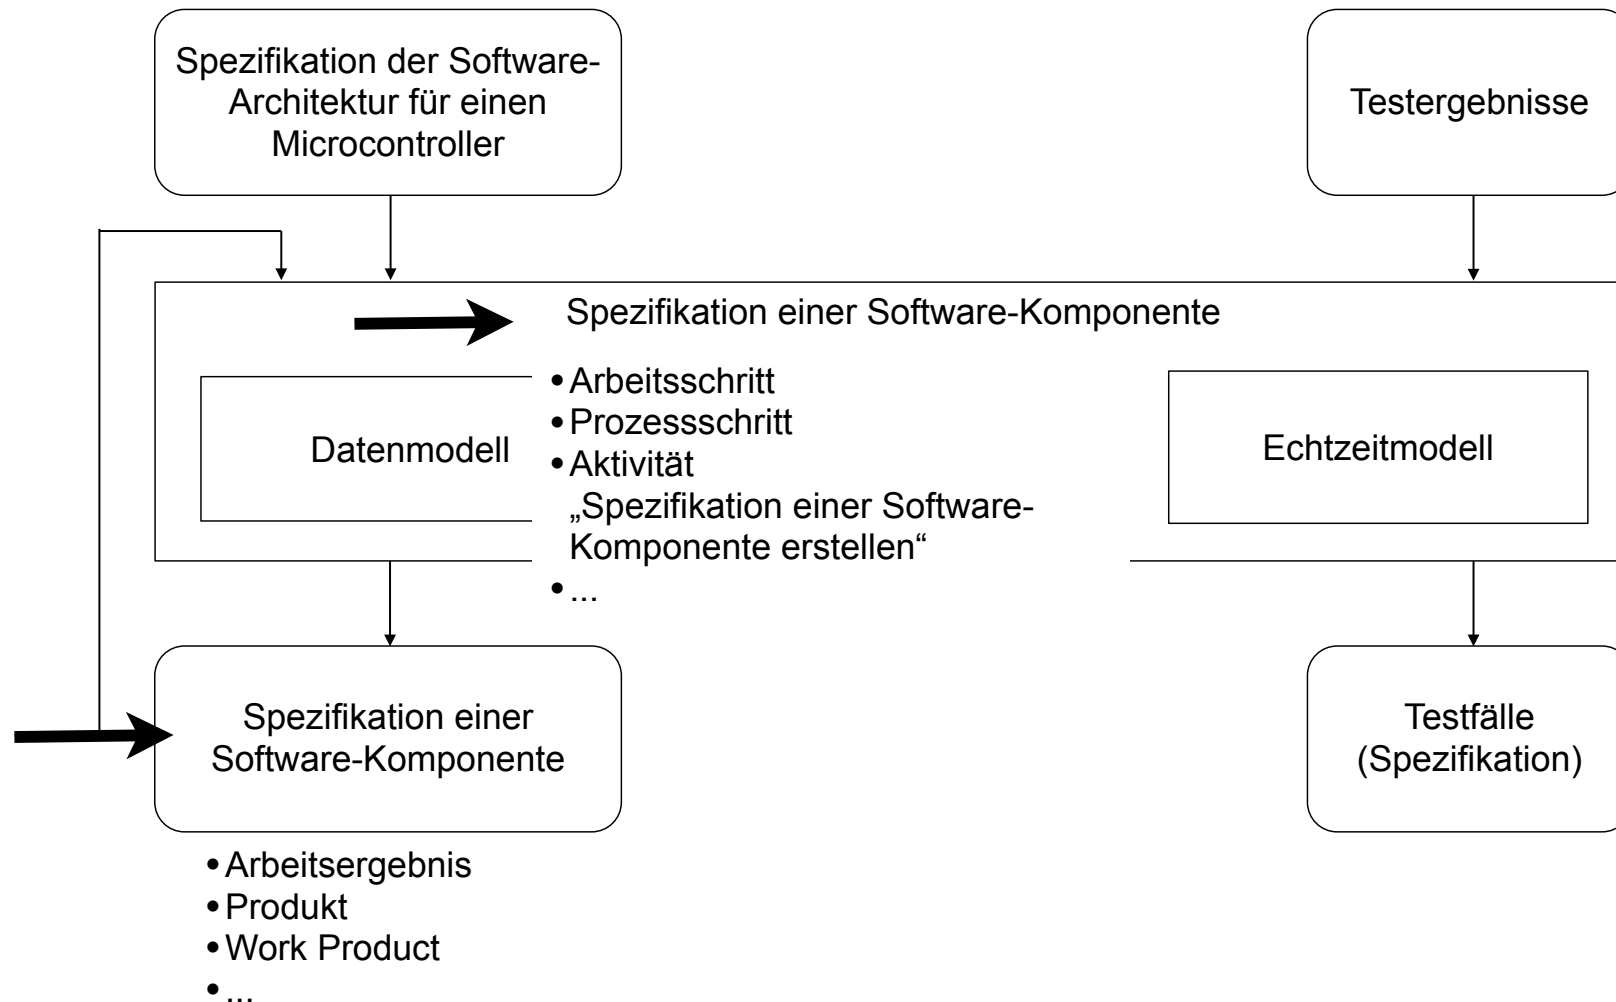 Spezifikation der Software-
Architektur für einen
Microcontroller
Testergebnisse
Spezifikation einer Software-Komponente
Datenmodell
• Arbeitsschritt
• Prozessschritt
• Aktivität
„Spezifikation einer Software-
Komponente erstellen“
• ...
Echtzeitmodell
Spezifikation einer
Software-Komponente
Testfälle
(Spezifikation)
• Arbeitsergebnis
• Produkt
• Work Product
• ...